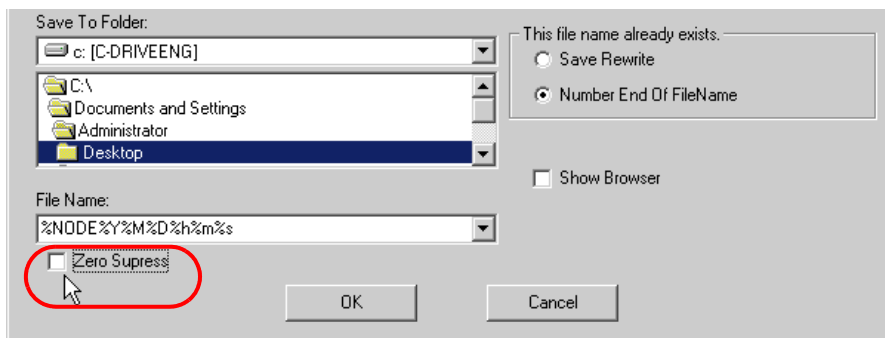 Save To Folder:
c: [C-DRIVEENG]
C:\
Documents and Settings
Administrator
Desktop
File Name:
%NODE%Y%M%D%h%m%s
Zero Supress
This file name already exists.
Save Rewrite
Number End Of FileName
Show Browser
OK
Cancel